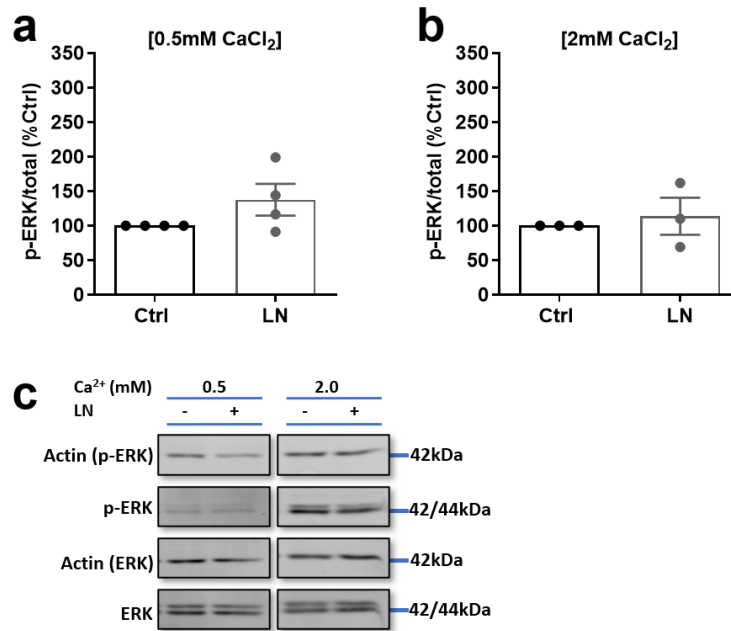 a
[0.5mM CaCl₂]
p-ERK/total (%Ctrl)
350
300
250
200
150
100
50
0
Ctrl LN
b
[2mM CaCl₂]
p-ERK/total (%Ctrl)
350
300
250
200
150
100
50
0
Ctrl LN
c
Ca²⁺ (mM) 0.5 2.0
LN - + - +
Actin (p-ERK) 42kDa
p-ERK 42/44kDa
Actin (ERK) 42kDa
ERK 42/44kDa